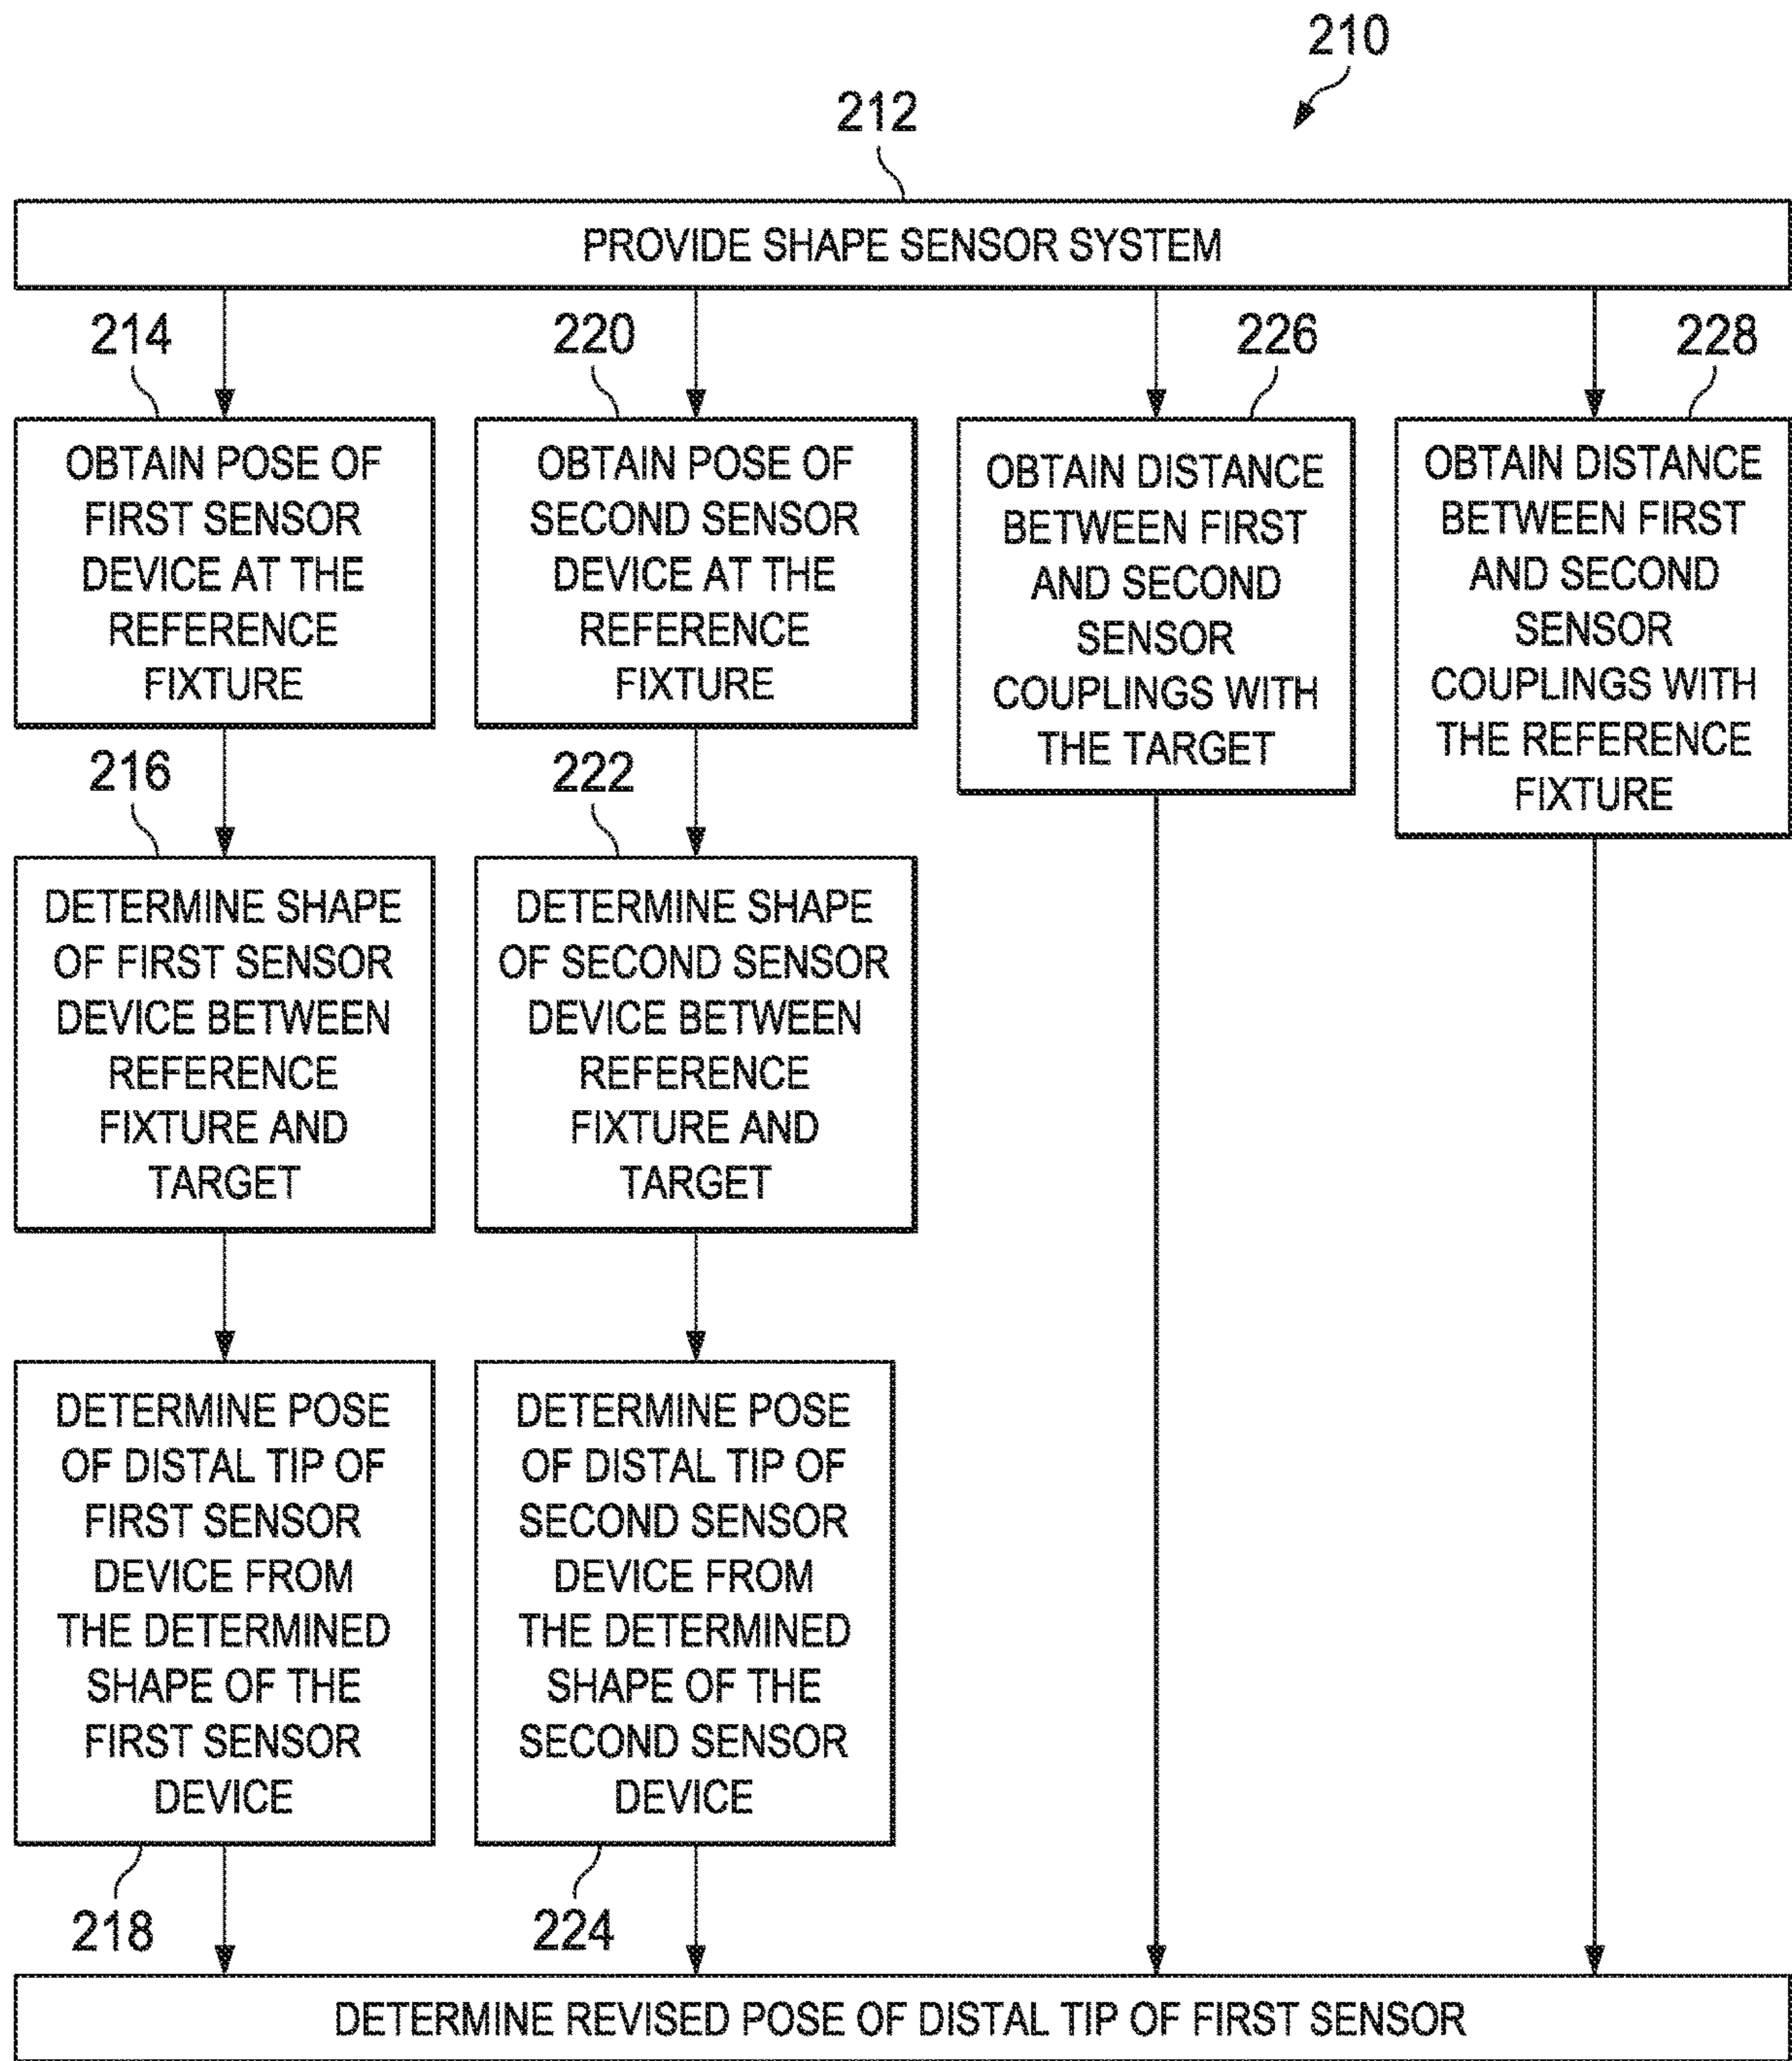 210
212
PROVIDE SHAPE SENSOR SYSTEM
214
OBTAIN POSE OF
FIRST SENSOR
DEVICE AT THE
REFERENCE
FIXTURE
216
DETERMINE SHAPE
OF FIRST SENSOR
DEVICE BETWEEN
REFERENCE
FIXTURE AND
TARGET
DETERMINE POSE
OF DISTAL TIP OF
FIRST SENSOR
DEVICE FROM
THE DETERMINED
SHAPE OF THE
FIRST SENSOR
DEVICE
218
220
OBTAIN POSE OF
SECOND SENSOR
DEVICE AT THE
REFERENCE
FIXTURE
222
DETERMINE SHAPE
OF SECOND SENSOR
DEVICE BETWEEN
REFERENCE
FIXTURE AND
TARGET
DETERMINE POSE
OF DISTAL TIP OF
SECOND SENSOR
DEVICE FROM
THE DETERMINED
SHAPE OF THE
SECOND SENSOR
DEVICE
224
226
OBTAIN DISTANCE
BETWEEN FIRST
AND SECOND
SENSOR
COUPLINGS WITH
THE TARGET
228
OBTAIN DISTANCE
BETWEEN FIRST
AND SECOND
SENSOR
COUPLINGS WITH
THE REFERENCE
FIXTURE
DETERMINE REVISED POSE OF DISTAL TIP OF FIRST SENSOR